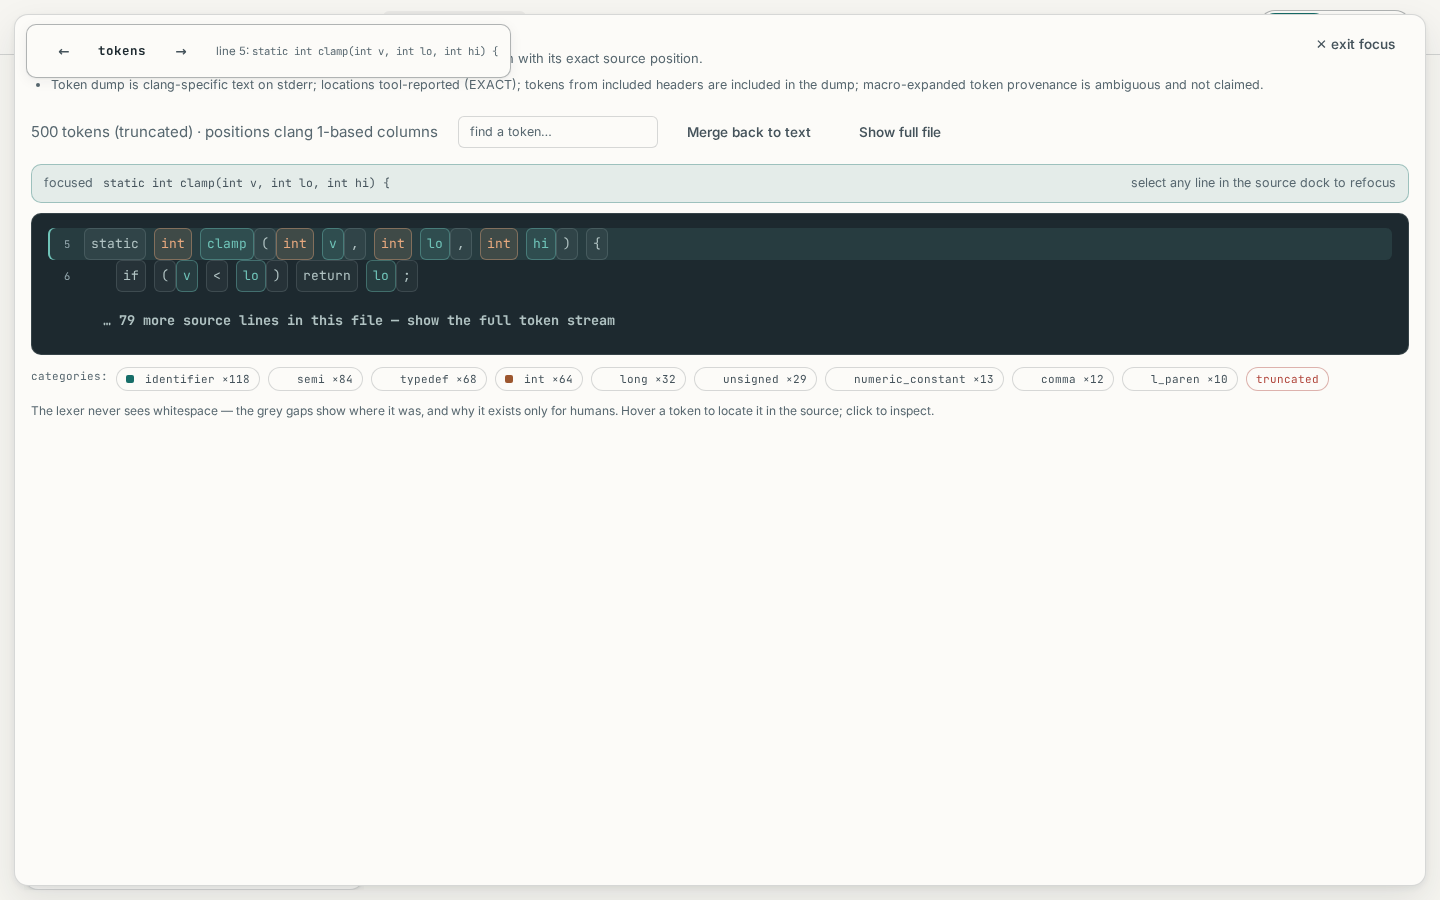 ← tokens → line 5: static int clamp(int v, int lo, int hi) {
✕ exit focus
with its exact source position.
• Token dump is clang-specific text on stderr; locations tool-reported (EXACT); tokens from included headers are included in the dump; macro-expanded token provenance is ambiguous and not claimed.
500 tokens (truncated) · positions clang 1-based columns find a token… Merge back to text Show full file
focused static int clamp(int v, int lo, int hi) { select any line in the source dock to refocus
5 static int clamp ( int v , int lo , int hi ) {
6 if ( v < lo ) return lo ;
… 79 more source lines in this file — show the full token stream
categories: identifier ×118 semi ×84 typedef ×68 int ×64 long ×32 unsigned ×29 numeric_constant ×13 comma ×12 l_paren ×10 truncated
The lexer never sees whitespace — the grey gaps show where it was, and why it exists only for humans. Hover a token to locate it in the source; click to inspect.